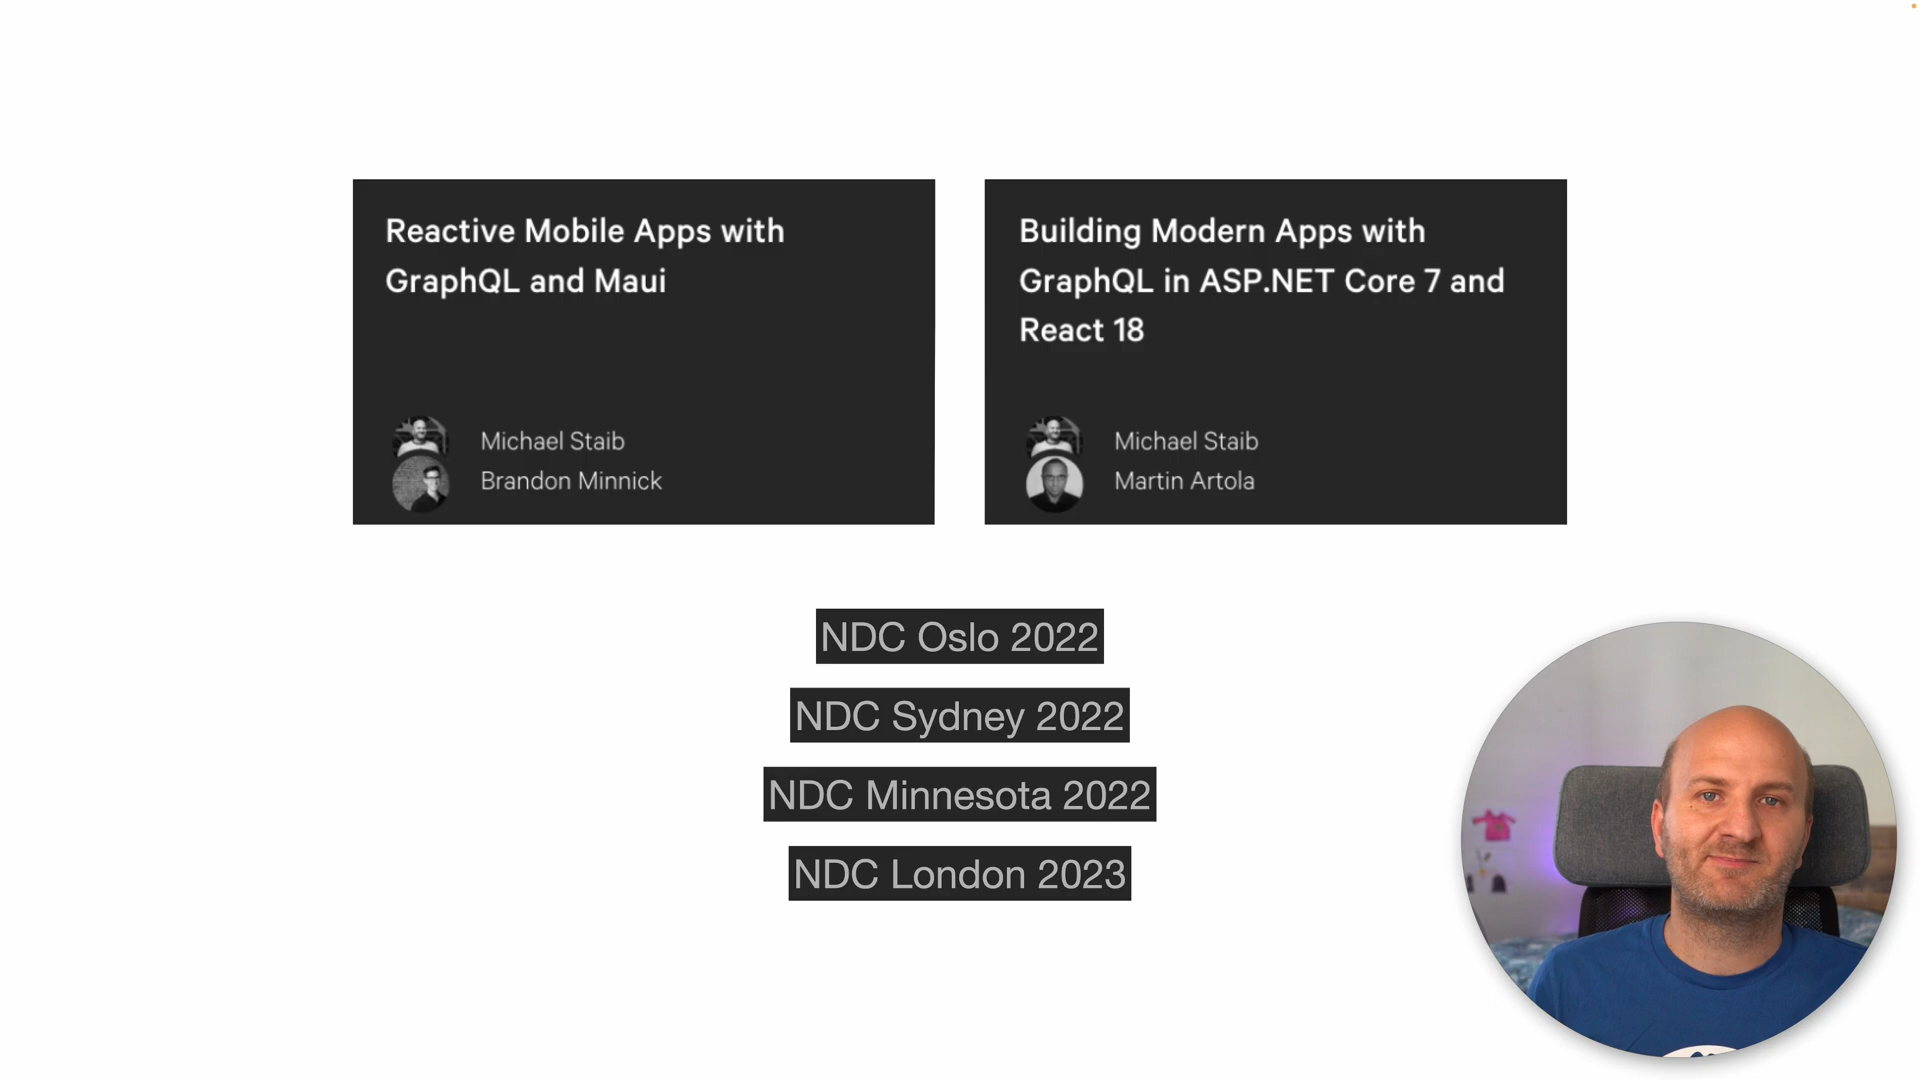 Reactive Mobile Apps with
GraphQL and Maui
Michael Staib
Brandon Minnick
Building Modern Apps with
GraphQL in ASP.NET Core 7 and
React 18
Michael Staib
Martin Artola
NDC Oslo 2022
NDC Sydney 2022
NDC Minnesota 2022
NDC London 2023